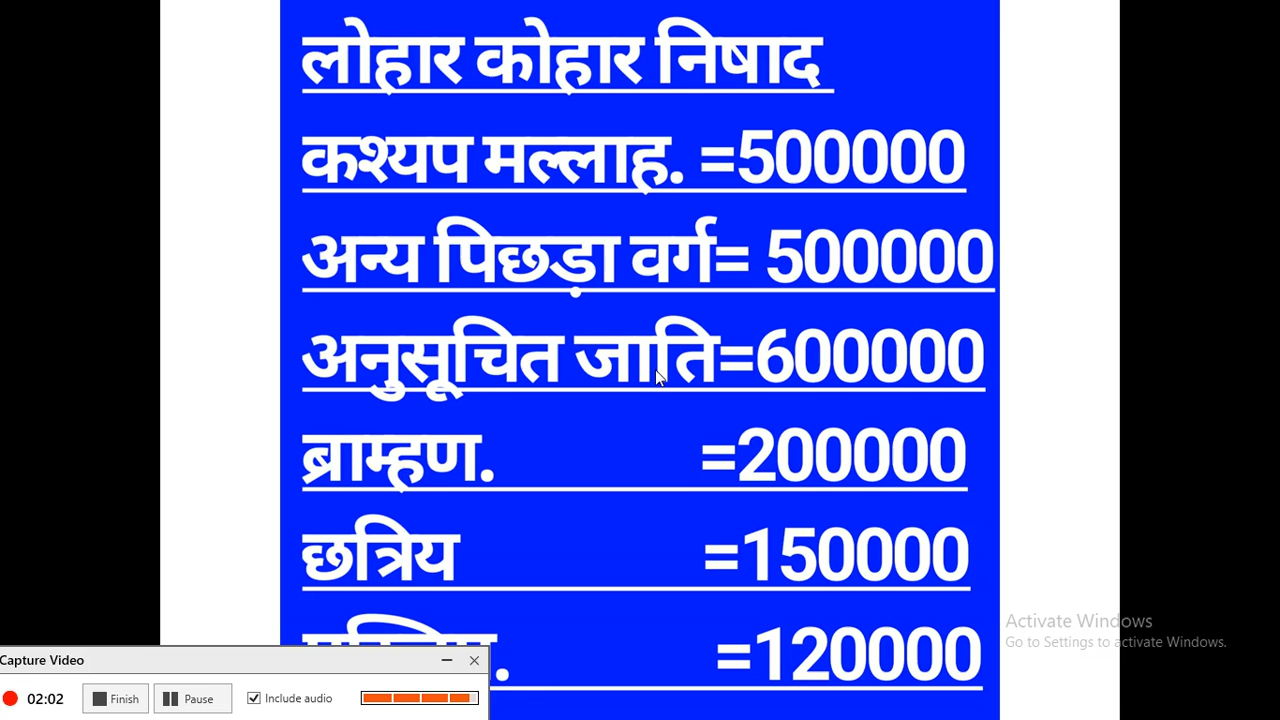 लोहार कोहार निषाद
कश्यप मल्लाह. =500000
अन्य पिछड़ा वर्ग= 500000
अनुसूचित जाति=600000
ब्राम्हण. =200000
छत्रिय =150000
=120000
Activate Windows
Go to Settings to activate Windows.
Capture Video
02:02 Finish Pause Include audio